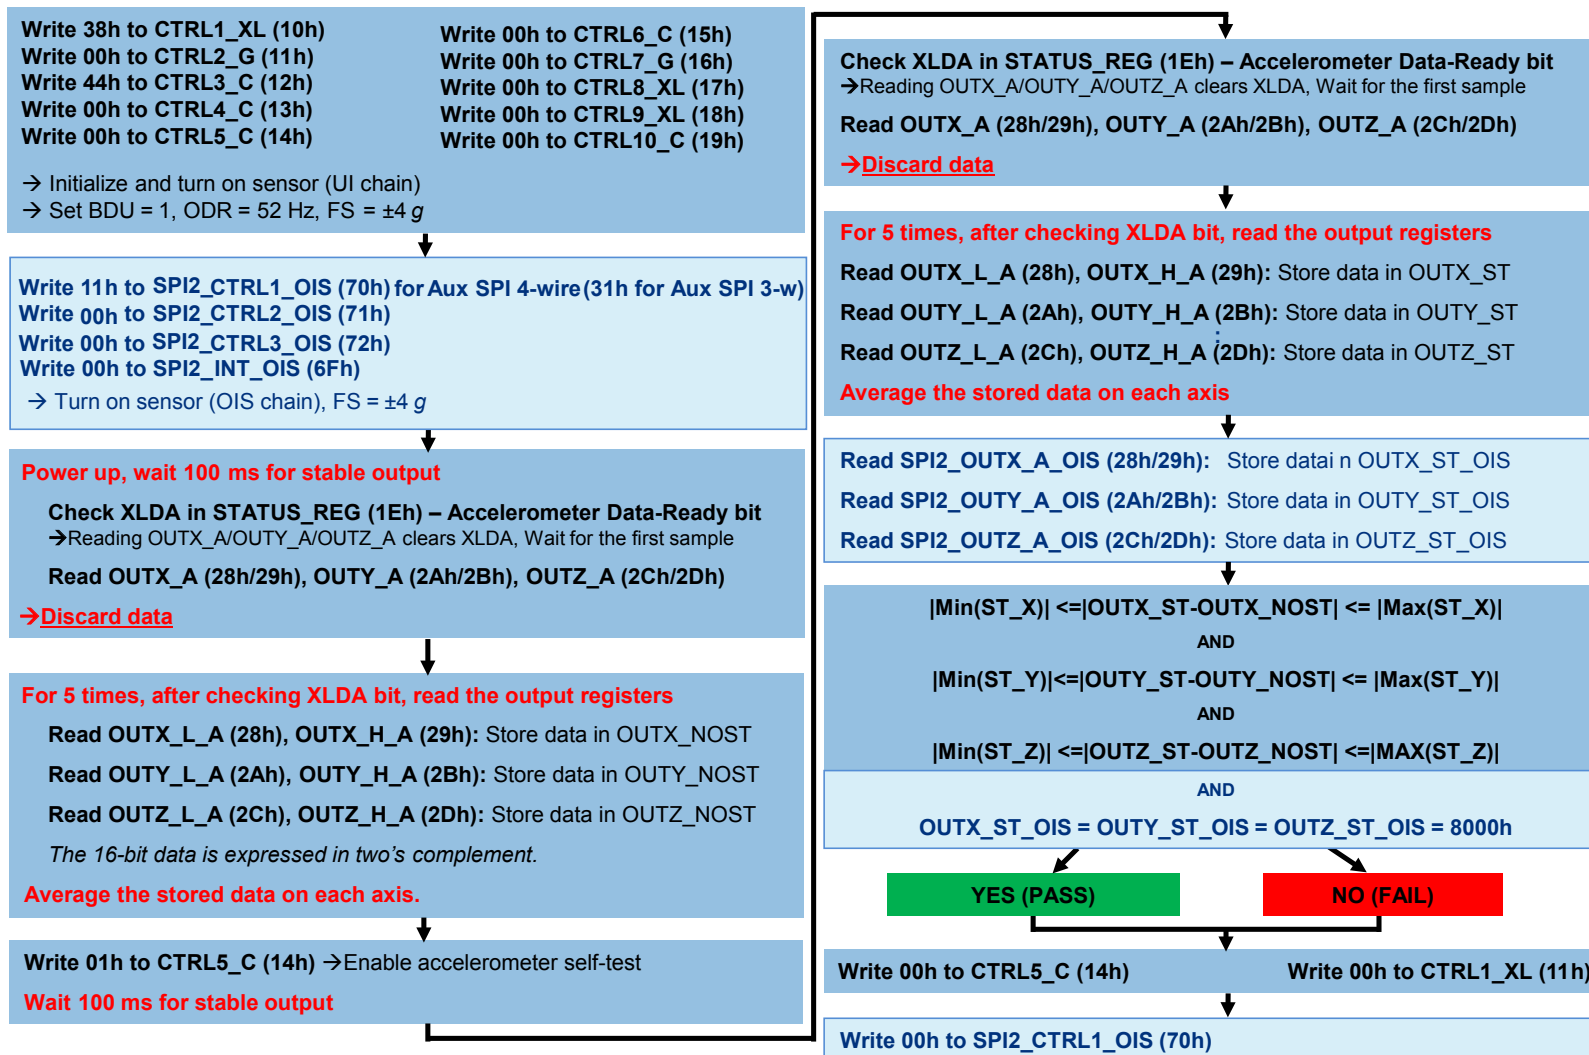 Write 38h to CTRL1_XL (10h)
Write 00h to CTRL2_G (11h)
Write 44h to CTRL3_C (12h)
Write 00h to CTRL4_C (13h)
Write 00h to CTRL5_C (14h)
Write 00h to CTRL6_C (15h)
Write 00h to CTRL7_G (16h)
Write 00h to CTRL8_XL (17h)
Write 00h to CTRL9_XL (18h)
Write 00h to CTRL10_C (19h)
→ Initialize and turn on sensor (UI chain)
→ Set BDU = 1, ODR = 52 Hz, FS = ±4 g
Write 11h to SPI2_CTRL1_OIS (70h) for Aux SPI 4-wire (31h for Aux SPI 3-w)
Write 00h to SPI2_CTRL2_OIS (71h)
Write 00h to SPI2_CTRL3_OIS (72h)
Write 00h to SPI2_INT_OIS (6Fh)
→ Turn on sensor (OIS chain), FS = ±4 g
Power up, wait 100 ms for stable output
Check XLDA in STATUS_REG (1Eh) – Accelerometer Data-Ready bit
→Reading OUTX_A/OUTY_A/OUTZ_A clears XLDA, Wait for the first sample
Read OUTX_A (28h/29h), OUTY_A (2Ah/2Bh), OUTZ_A (2Ch/2Dh)
→Discard data
For 5 times, after checking XLDA bit, read the output registers
Read OUTX_L_A (28h), OUTX_H_A (29h): Store data in OUTX_NOST
Read OUTY_L_A (2Ah), OUTY_H_A (2Bh): Store data in OUTY_NOST
Read OUTZ_L_A (2Ch), OUTZ_H_A (2Dh): Store data in OUTZ_NOST
The 16-bit data is expressed in two's complement.
Average the stored data on each axis.
Write 01h to CTRL5_C (14h) →Enable accelerometer self-test
Wait 100 ms for stable output
Check XLDA in STATUS_REG (1Eh) – Accelerometer Data-Ready bit
→Reading OUTX_A/OUTY_A/OUTZ_A clears XLDA, Wait for the first sample
Read OUTX_A (28h/29h), OUTY_A (2Ah/2Bh), OUTZ_A (2Ch/2Dh)
→Discard data
For 5 times, after checking XLDA bit, read the output registers
Read OUTX_L_A (28h), OUTX_H_A (29h): Store data in OUTX_ST
Read OUTY_L_A (2Ah), OUTY_H_A (2Bh): Store data in OUTY_ST
:
Read OUTZ_L_A (2Ch), OUTZ_H_A (2Dh): Store data in OUTZ_ST
Average the stored data on each axis
Read SPI2_OUTX_A_OIS (28h/29h): Store datai n OUTX_ST_OIS
Read SPI2_OUTY_A_OIS (2Ah/2Bh): Store data in OUTY_ST_OIS
Read SPI2_OUTZ_A_OIS (2Ch/2Dh): Store data in OUTZ_ST_OIS
|Min(ST_X)| <=|OUTX_ST-OUTX_NOST| <= |Max(ST_X)|
AND
|Min(ST_Y)|<=|OUTY_ST-OUTY_NOST| <= |Max(ST_Y)|
AND
|Min(ST_Z)| <=|OUTZ_ST-OUTZ_NOST| <=|MAX(ST_Z)|
AND
OUTX_ST_OIS = OUTY_ST_OIS = OUTZ_ST_OIS = 8000h
YES (PASS)
NO (FAIL)
Write 00h to CTRL5_C (14h)
Write 00h to CTRL1_XL (11h)
Write 00h to SPI2_CTRL1_OIS (70h)